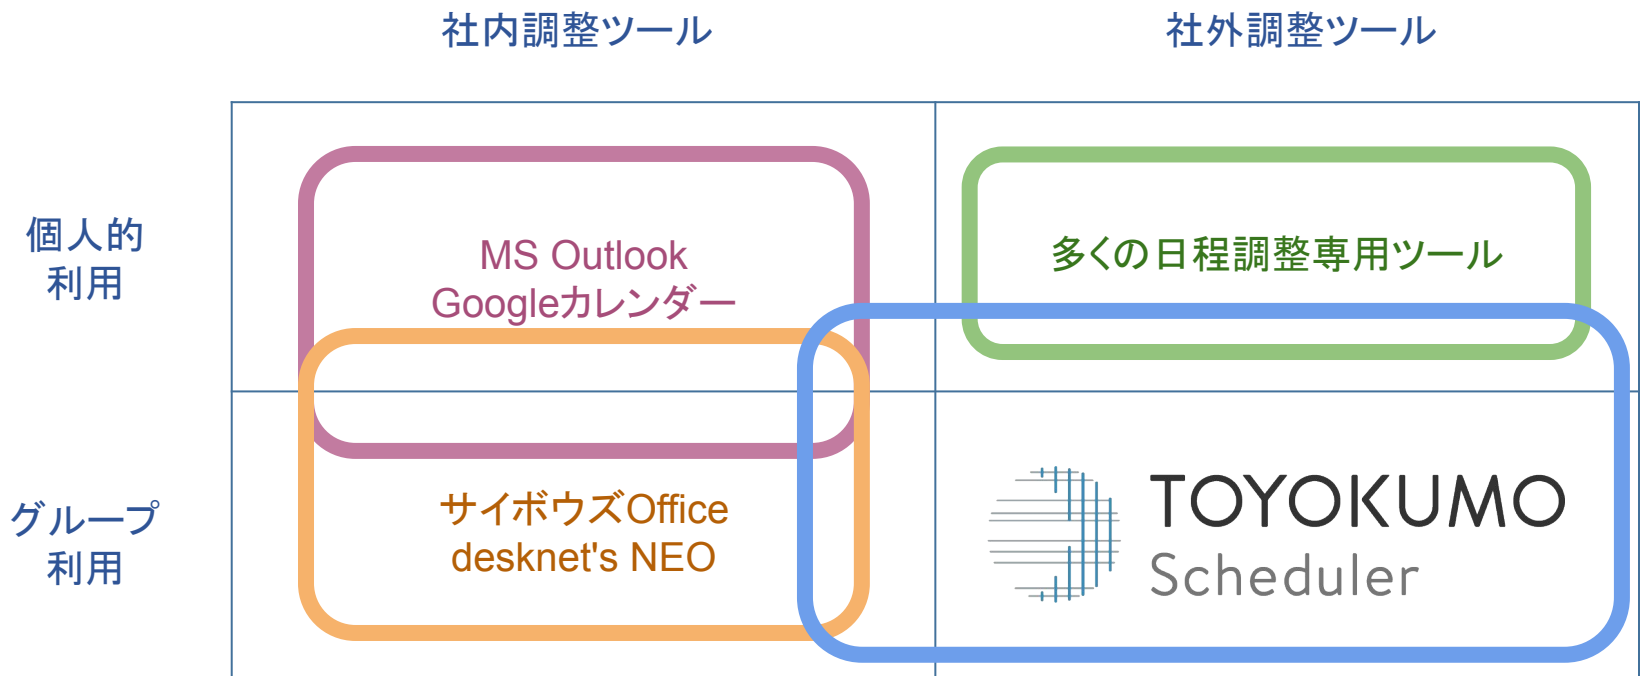 社内調整ツール
社外調整ツール
個人的
利用
MS Outlook
Googleカレンダー
多くの日程調整専用ツール
グループ
利用
サイボウズOffice
desknet's NEO
TOYOKUMO
Scheduler